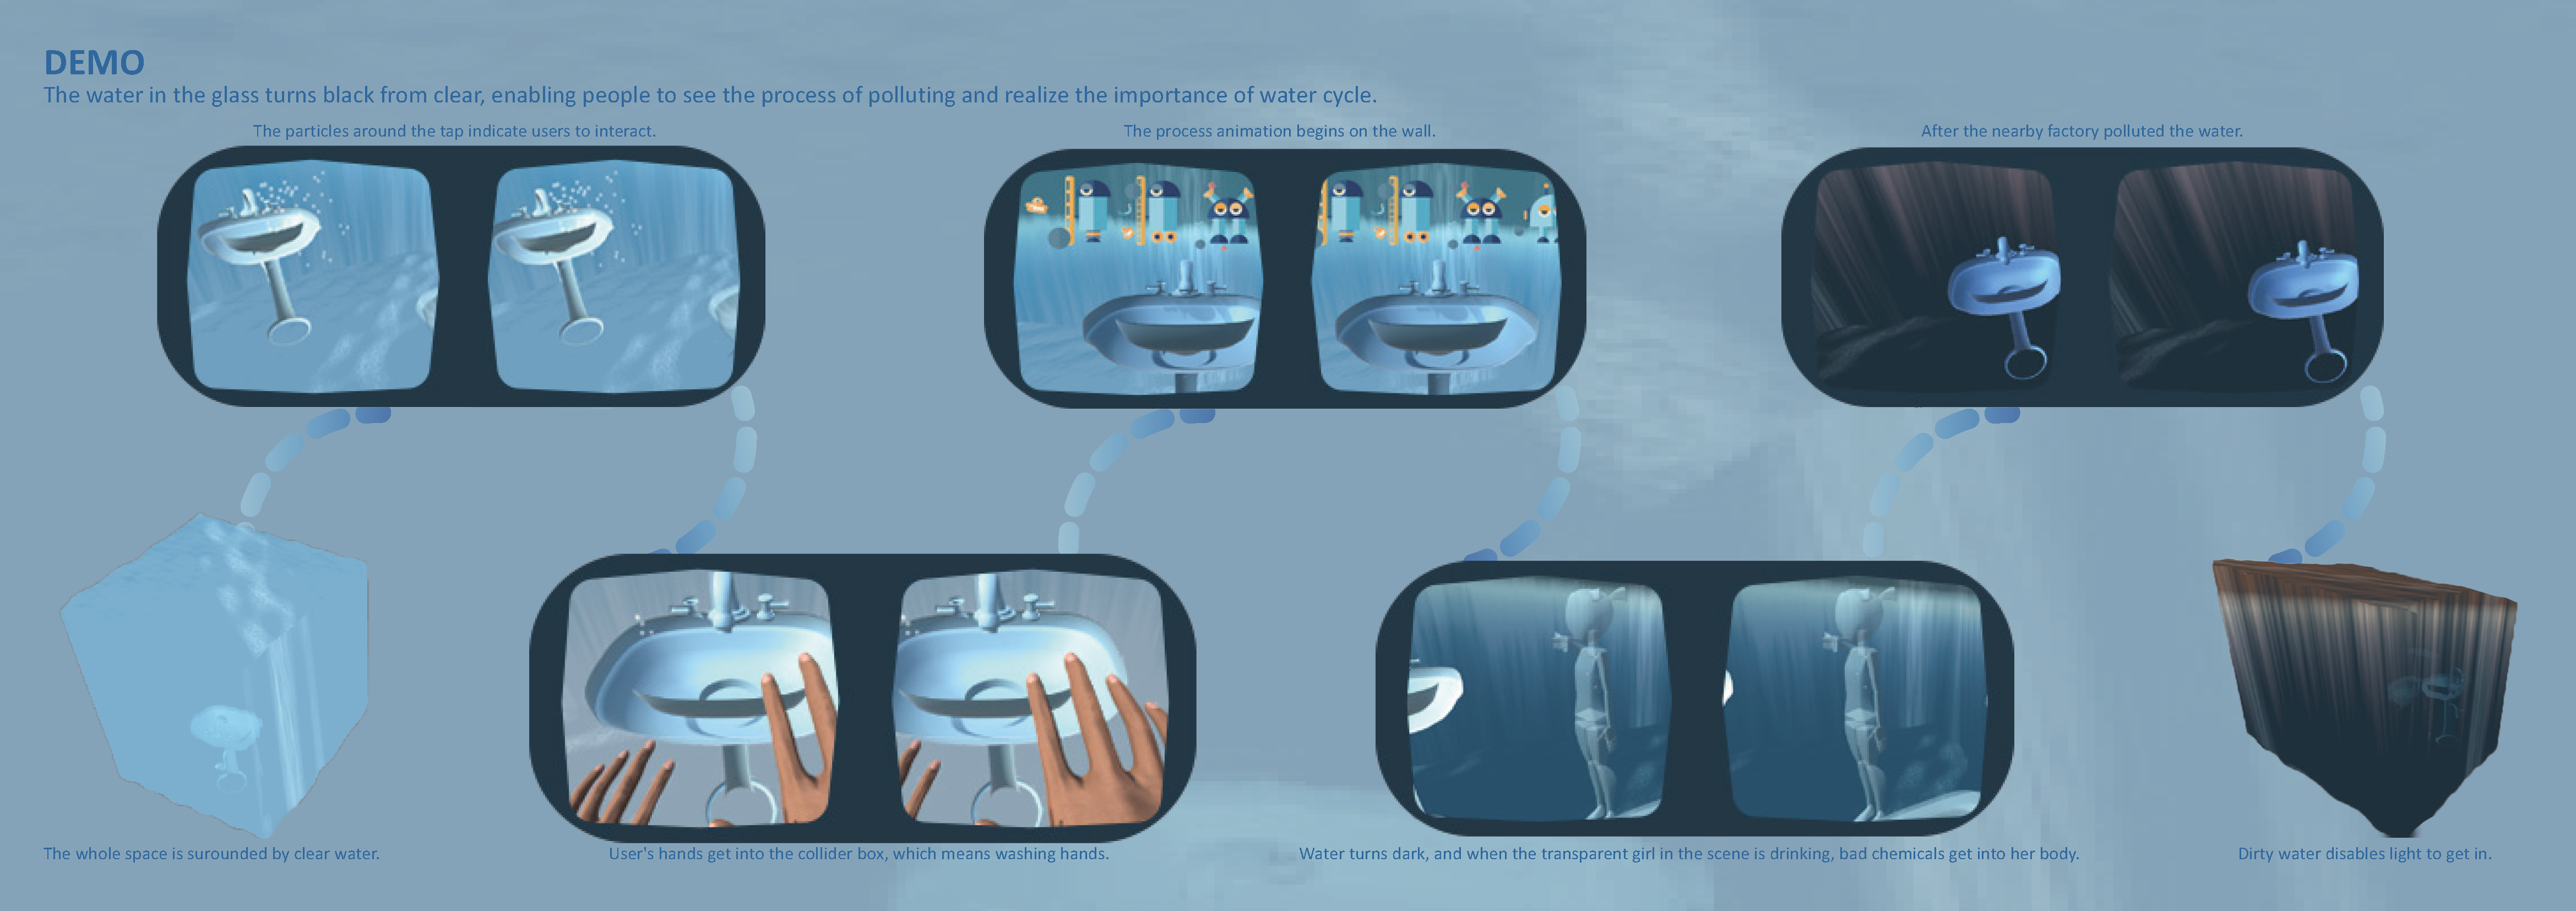 DEMO
The water in the glass turns black from clear, enabling people to see the process of polluting and realize the importance of water cycle.
The particles around the tap indicate users to interact.
The process animation begins on the wall.
After the nearby factory polluted the water.
The whole space is surounded by clear water.
User's hands get into the collider box, which means washing hands.
Water turns dark, and when the transparent girl in the scene is drinking, bad chemicals get into her body.
Dirty water disables light to get in.